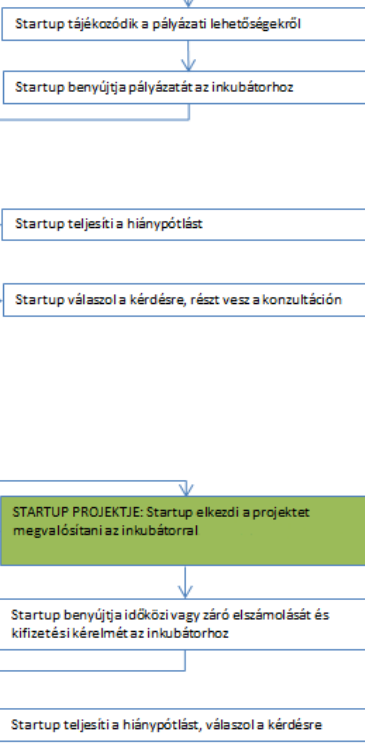 Startup tájékozódik a pályázati lehetőségekről
Startup benyújtja pályázatát az inkubátorhoz
Startup teljesíti a hiánypótlást
Startup válaszol a kérdésre, részt vesz a konzultáción
STARTUP PROJEKTJE: Startup elkezdi a projektet
megvalósítani az inkubátorral
Startup benyújtja időközi vagy záró elszámolását és
kifizetési kérelmét az inkubátorhoz
Startup teljesíti a hiánypótlást, válaszol a kérdésre